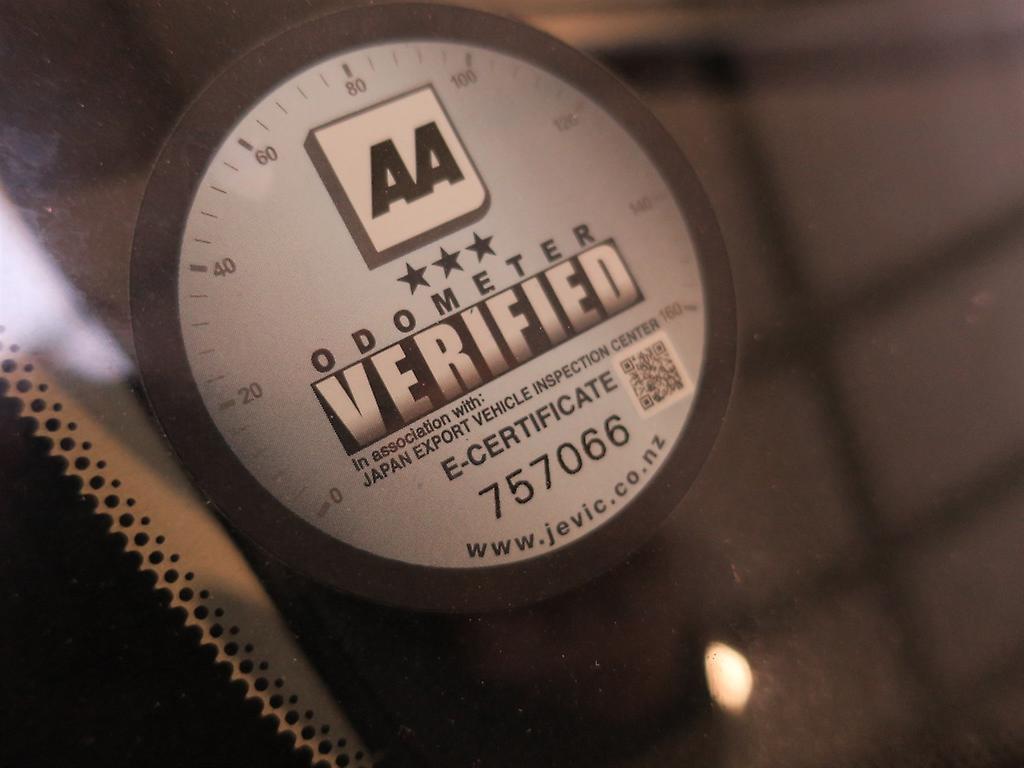 0
20
40
60
80
100
120
140
160
AA
ODOMETER
VERIFIED
In association with:
JAPAN EXPORT VEHICLE INSPECTION CENTER
E-CERTIFICATE
757066
www.jevic.co.nz